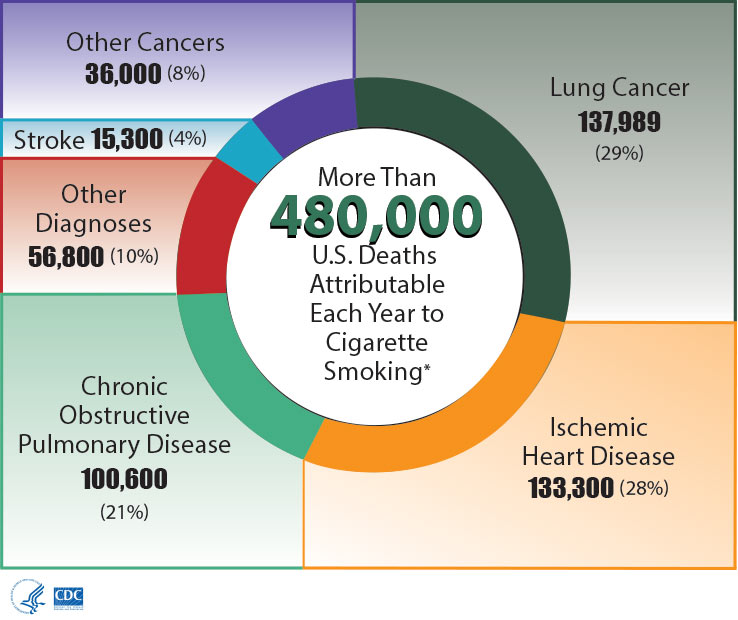 Other Cancers
36,000 (8%)
Stroke 15,300 (4%)
Other
Diagnoses
56,800 (10%)
Chronic
Obstructive
Pulmonary Disease
100,600
(21%)
More Than
480,000
U.S. Deaths
Attributable
Each Year to
Cigarette
Smoking*
Lung Cancer
137,989
(29%)
Ischemic
Heart Disease
133,300 (28%)
CDC